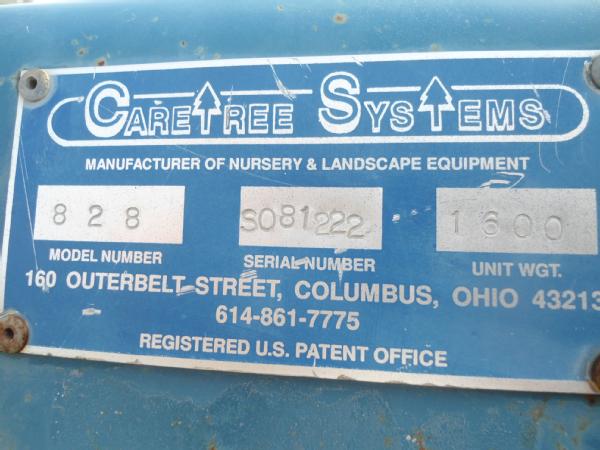 CARETREE SYSTEMS
MANUFACTURER OF NURSERY & LANDSCAPE EQUIPMENT
828 SO81222 1600
MODEL NUMBER SERIAL NUMBER UNIT WGT.
160 OUTERBELT STREET, COLUMBUS, OHIO 43213
614-861-7775
REGISTERED U.S. PATENT OFFICE